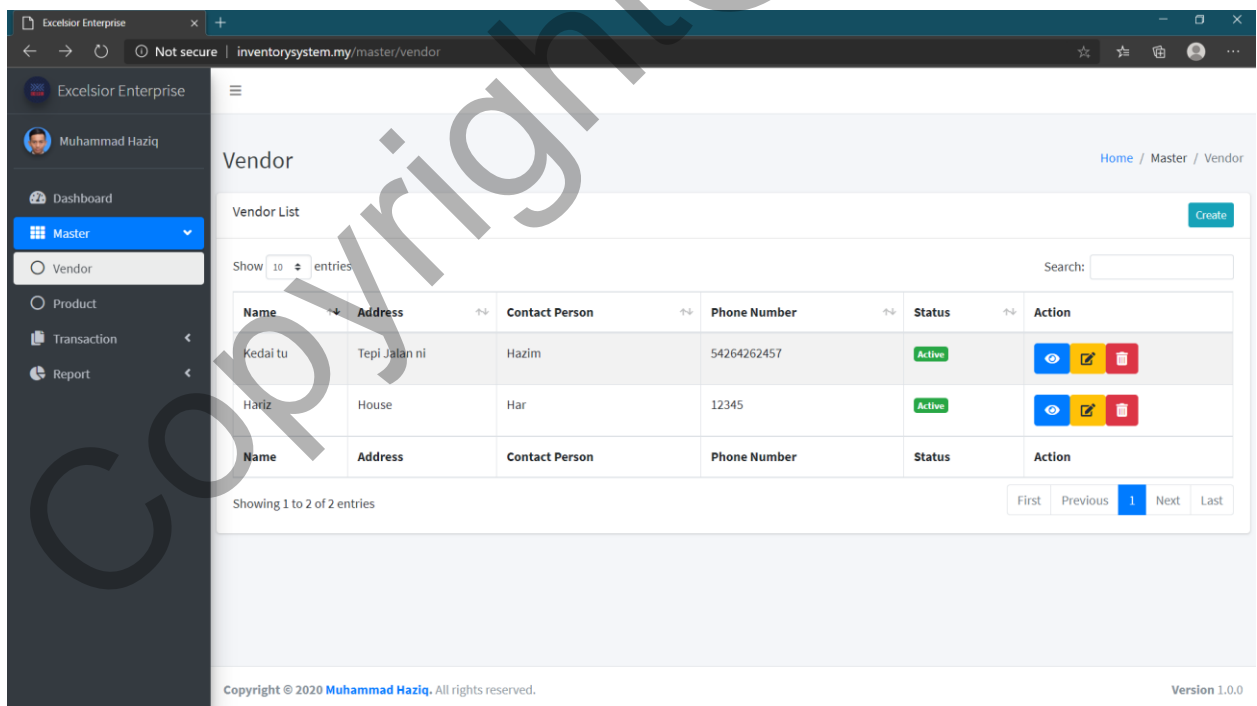 Excelsior Enterprise
Not secure | inventorysystem.my/master/vendor
Excelsior Enterprise
Muhammad Haziq
Dashboard
Master
Vendor
Product
Transaction
Report
Vendor
Home / Master / Vendor
Vendor List
Create
Show 10 entries
Search:
Name Address Contact Person Phone Number Status Action
Kedai tu Tepi Jalan ni Hazim 54264262457 Active
Hariz House Har 12345 Active
Name Address Contact Person Phone Number Status Action
Showing 1 to 2 of 2 entries
First Previous 1 Next Last
Copyright © 2020 Muhammad Haziq. All rights reserved.
Version 1.0.0
Copyright